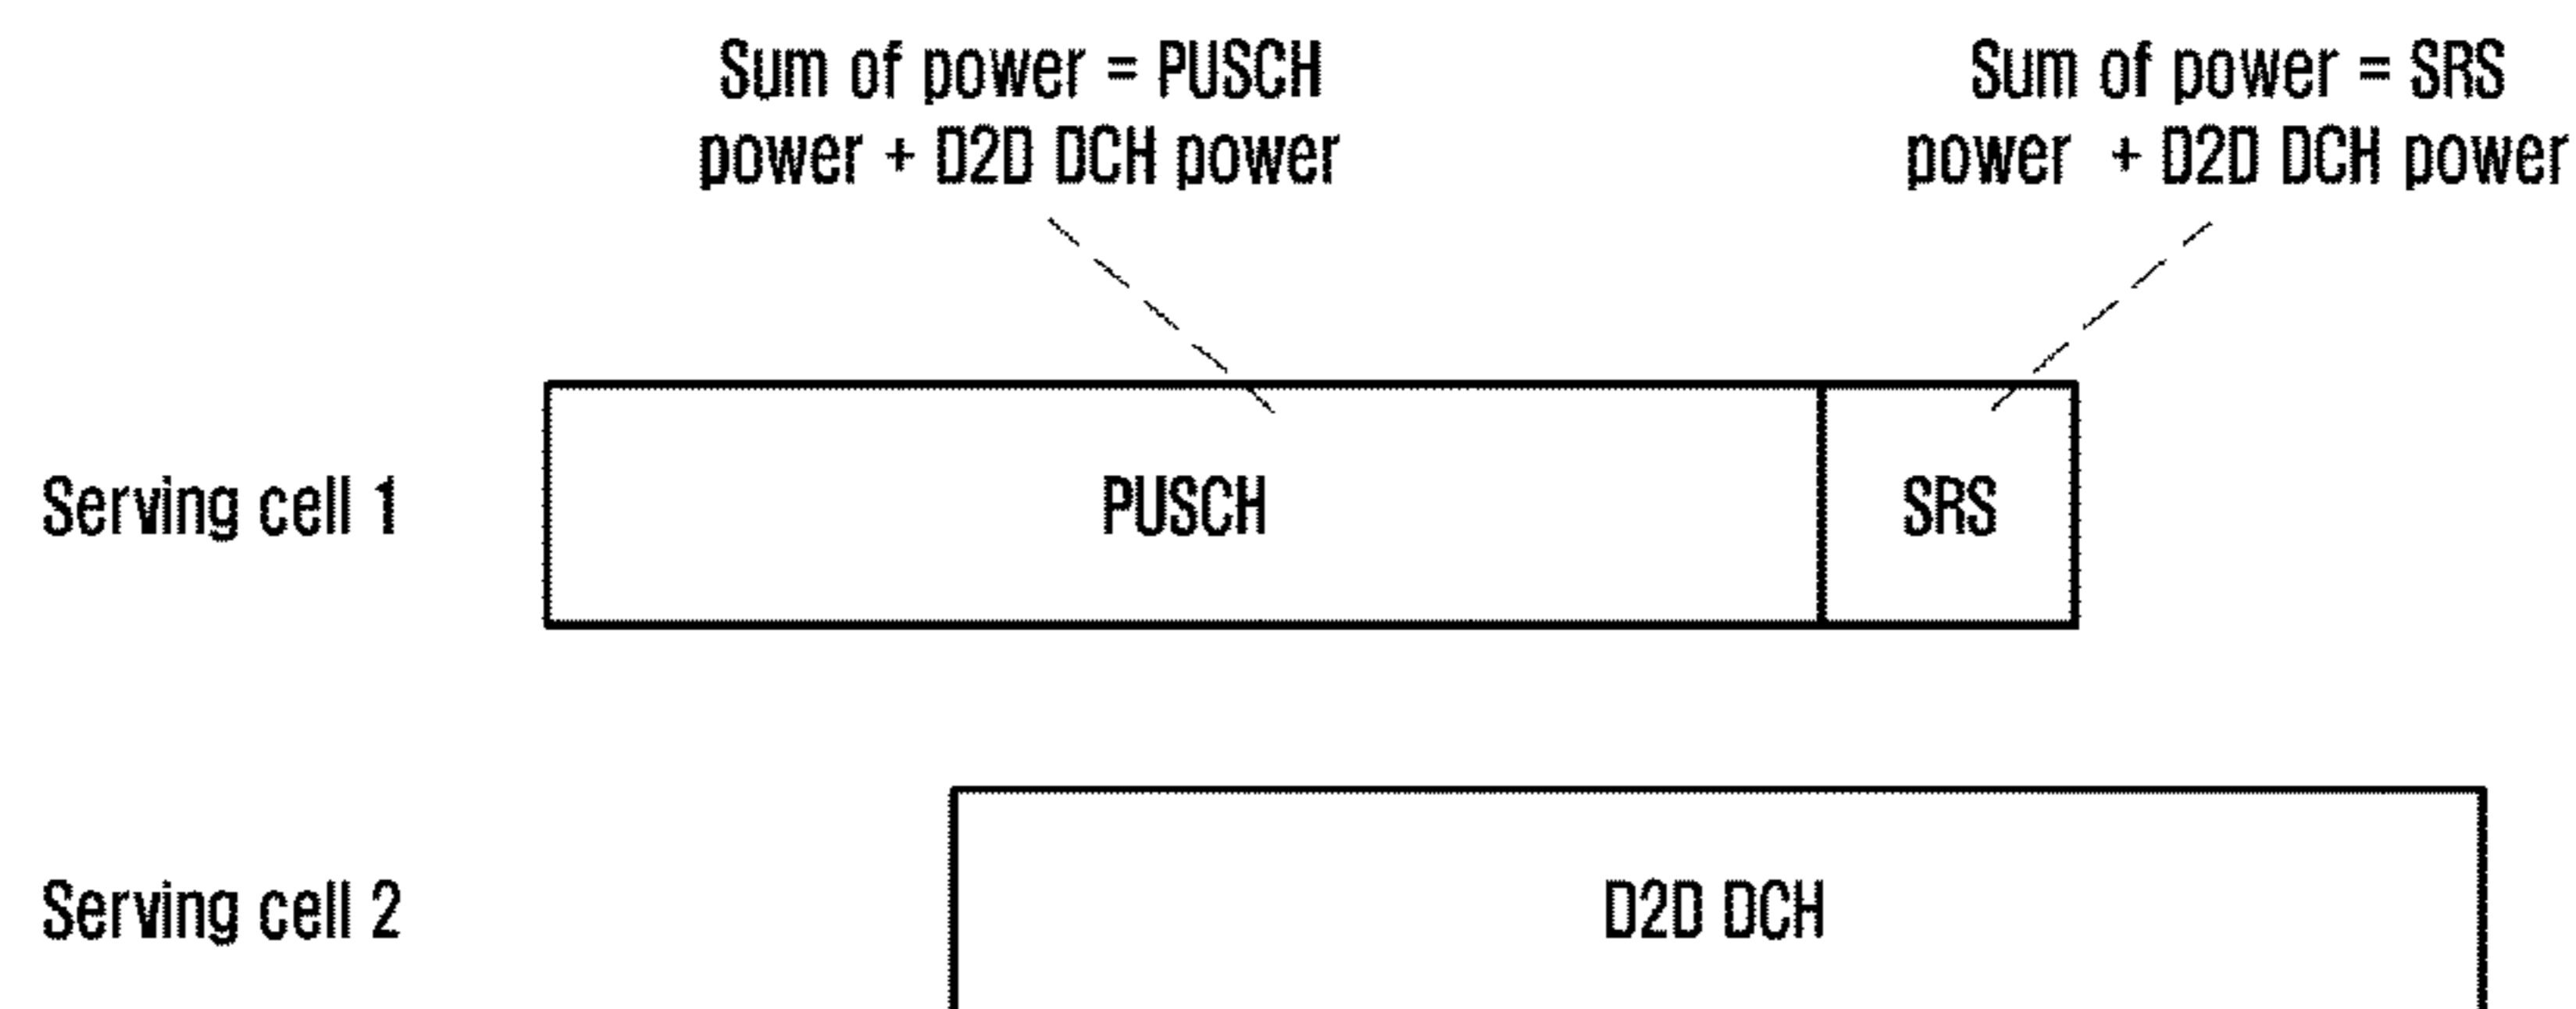 Sum of power = PUSCH
power + D2D DCH power
Sum of power = SRS
power + D2D DCH power
Serving cell 1
PUSCH
SRS
Serving cell 2
D2D DCH